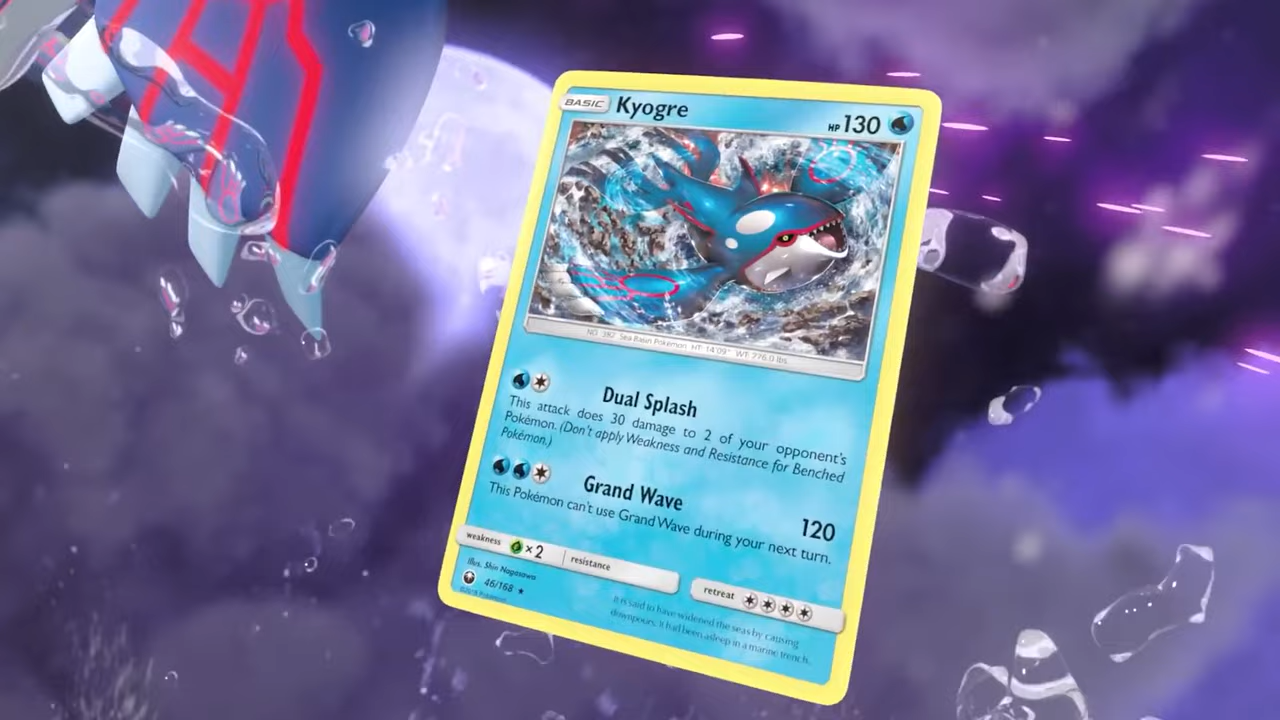 BASIC Kyogre HP 130
NO. 382 Sea Basin Pokémon HT: 14'09" WT: 776.0 lbs.
Dual Splash
This attack does 30 damage to 2 of your opponent's
Pokémon. (Don't apply Weakness and Resistance for Benched
Pokémon.)
Grand Wave 120
This Pokémon can't use Grand Wave during your next turn.
weakness ×2 resistance retreat
Illus. Shin Nagasawa
46/168 ★
©2018 Pokémon
It is said to have widened the seas by causing
downpours. It had been asleep in a marine trench.